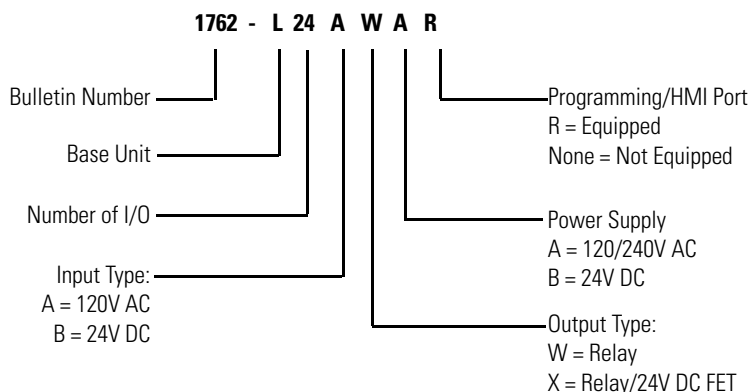 1762 - L 24 A W A R
Bulletin Number
Base Unit
Number of I/O
Input Type:
A = 120V AC
B = 24V DC
Programming/HMI Port
R = Equipped
None = Not Equipped
Power Supply
A = 120/240V AC
B = 24V DC
Output Type:
W = Relay
X = Relay/24V DC FET